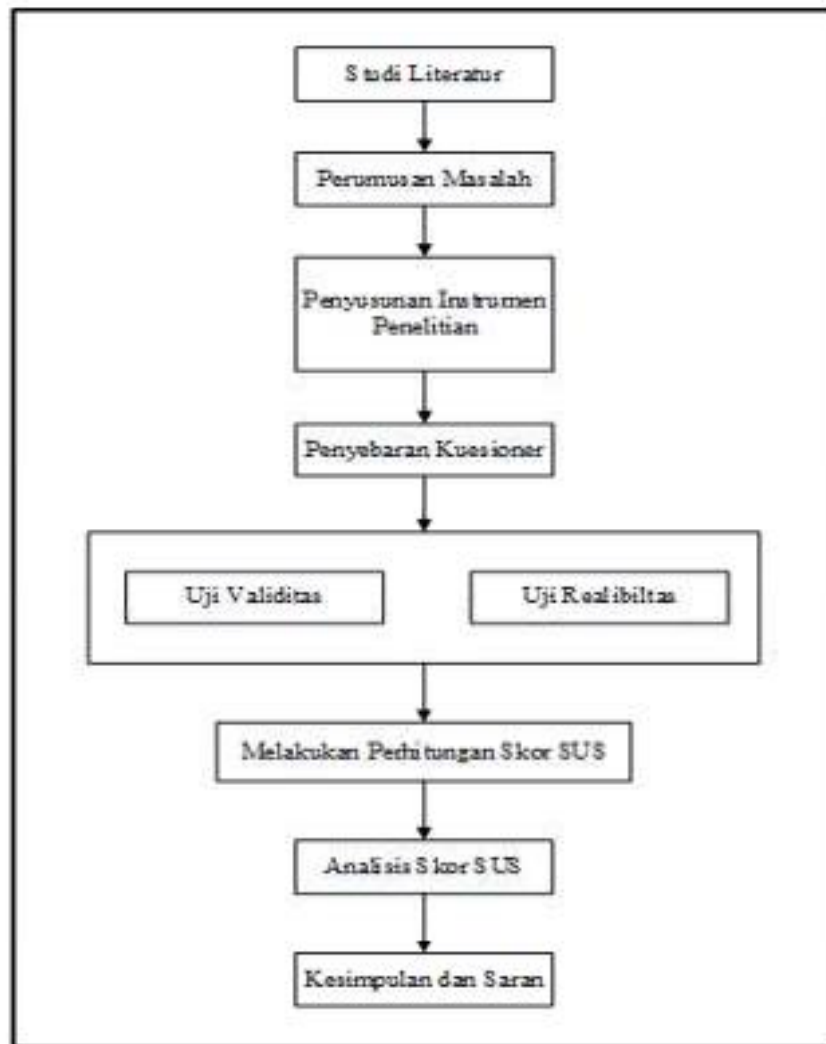 Studi Literatur
Perumusan Masalah
Penyusunan Instrumen
Penelitian
Penyebaran Kuesioner
Uji Validitas
Uji Realibiltas
Melakukan Perhitungan Skor SUS
Analisis Skor SUS
Kesimpulan dan Saran